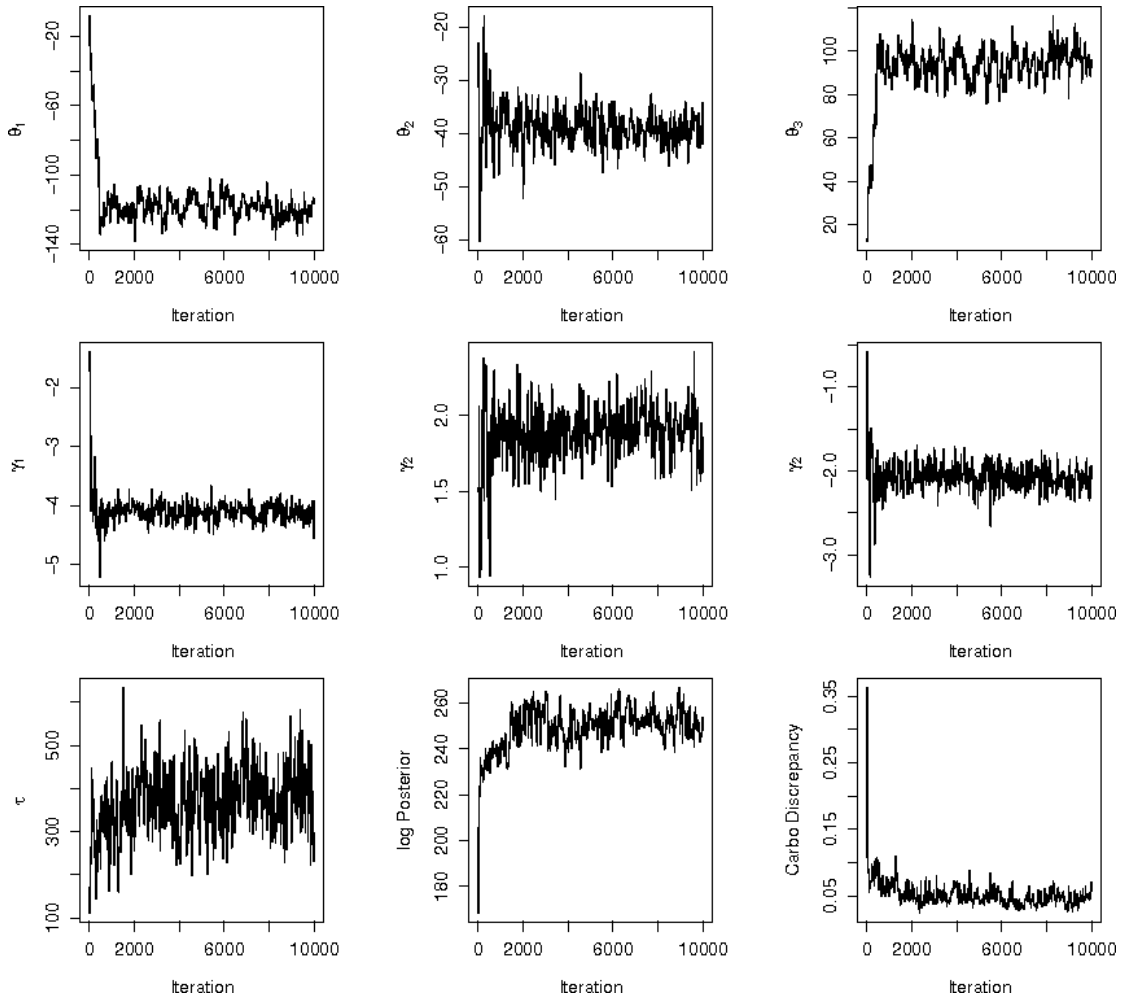 θ1
−140 −100 −60 −20
0 2000 6000 10000
Iteration
θ2
−60 −50 −40 −30 −20
0 2000 6000 10000
Iteration
θ3
20 40 60 80 100
0 2000 6000 10000
Iteration
γ1
−5 −4 −3 −2
0 2000 6000 10000
Iteration
γ2
1.0 1.5 2.0
0 2000 6000 10000
Iteration
γ2
−3.0 −2.0 −1.0
0 2000 6000 10000
Iteration
τ
100 300 500
0 2000 6000 10000
Iteration
log Posterior
180 200 220 240 260
0 2000 6000 10000
Iteration
Carbo Discrepancy
0.05 0.15 0.25 0.35
0 2000 6000 10000
Iteration